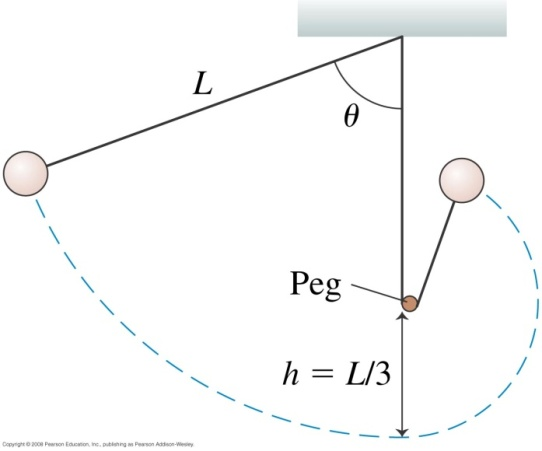 L
θ
Peg
h = L/3
Copyright © 2008 Pearson Education, Inc., publishing as Pearson Addison-Wesley.